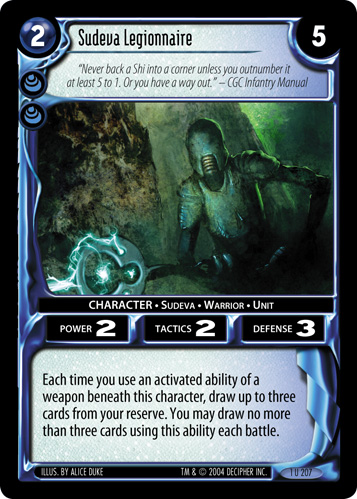 2 Sudeva Legionnaire 5
“Never back a Shi into a corner unless you outnumber it
at least 5 to 1. Or you have a way out.” – CGC Infantry Manual
CHARACTER • SUDEVA • WARRIOR • UNIT
POWER 2 TACTICS 2 DEFENSE 3
Each time you use an activated ability of a
weapon beneath this character, draw up to three
cards from your reserve. You may draw no more
than three cards using this ability each battle.
ILLUS. BY ALICE DUKE TM & © 2004 DECIPHER INC. 1 U 207